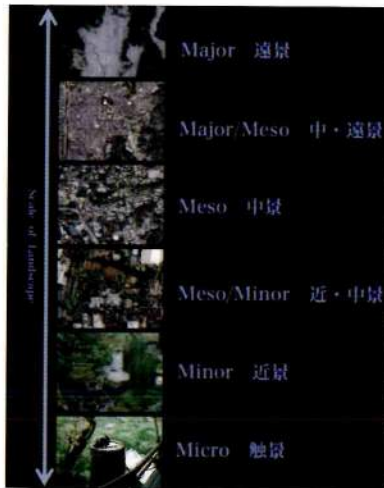 Major 遠景
Major/Meso 中・遠景
Meso 中景
Meso/Minor 近・中景
Minor 近景
Micro 触景
Scale of Landscape